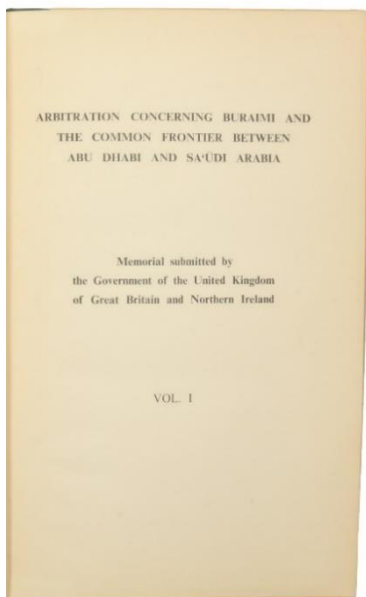 ARBITRATION CONCERNING BURAIMI AND
THE COMMON FRONTIER BETWEEN
ABU DHABI AND SA‘ŪDI ARABIA
Memorial submitted by
the Government of the United Kingdom
of Great Britain and Northern Ireland
VOL. I